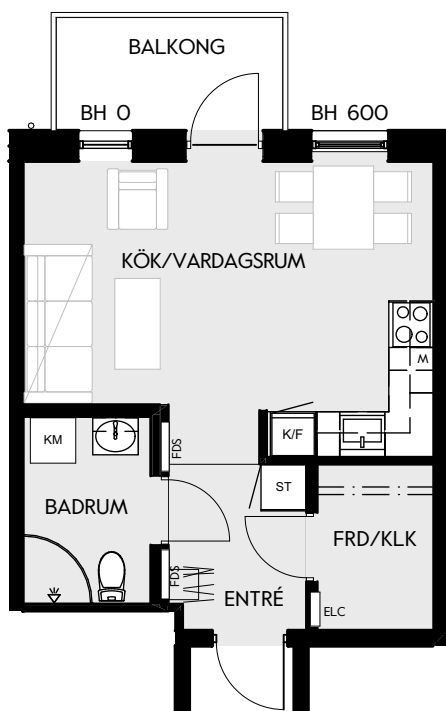 BALKONG
BH 0
BH 600
KÖK/VARDAGSRUM
M
K/F
KM
FDS
ST
BADRUM
FRD/KLK
FDS
ENTRÉ
ELC